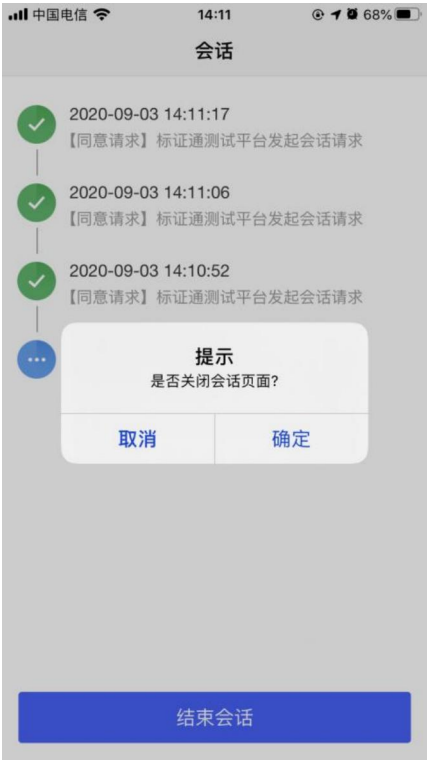 中国电信
14:11
68%
会话
2020-09-03 14:11:17
【同意请求】标证通测试平台发起会话请求
2020-09-03 14:11:06
【同意请求】标证通测试平台发起会话请求
2020-09-03 14:10:52
【同意请求】标证通测试平台发起会话请求
提示
是否关闭会话页面?
取消
确定
结束会话